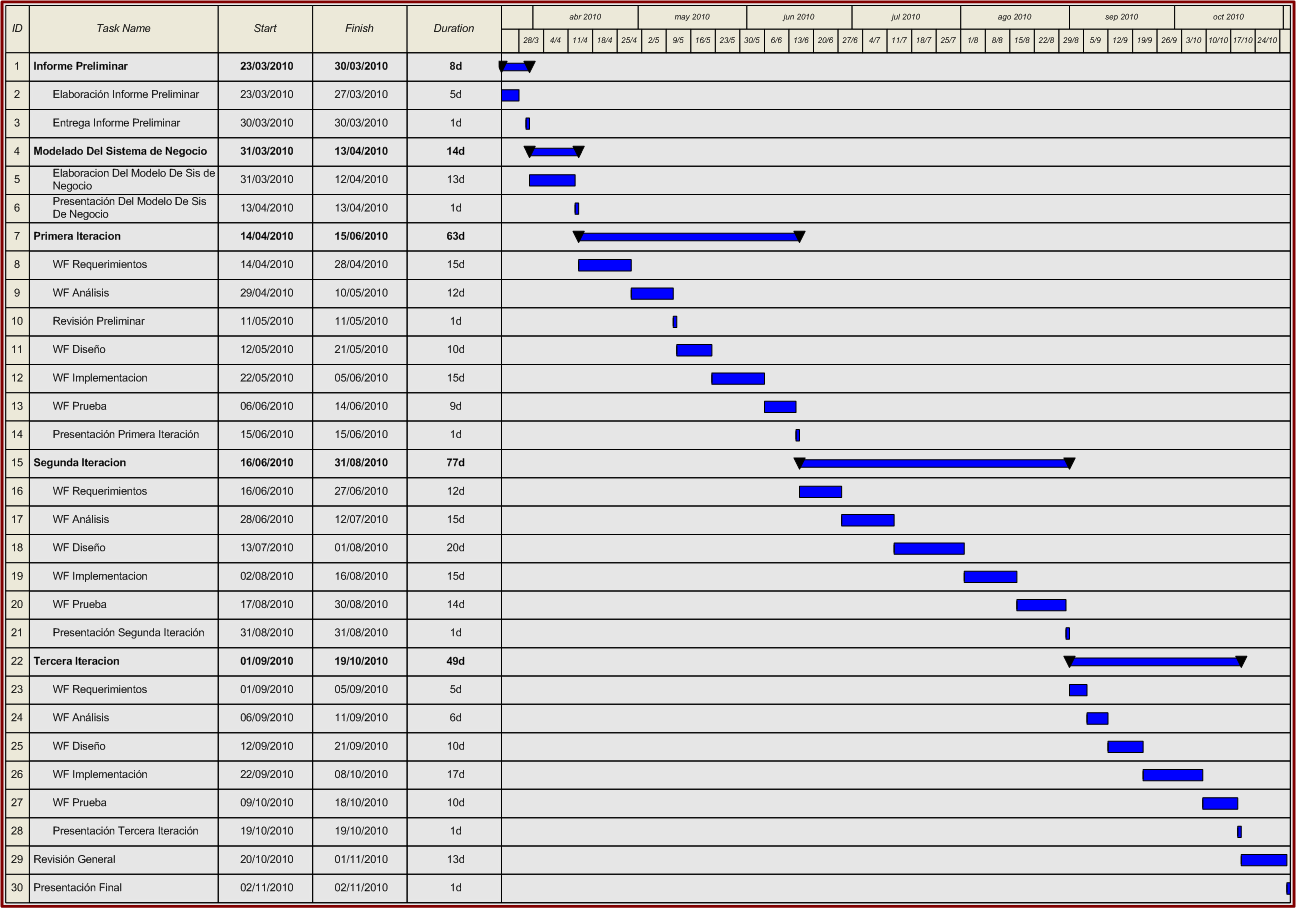 ID Task Name Start Finish Duration abr 2010 may 2010 jun 2010 jul 2010 ago 2010 sep 2010 oct 2010
28/3 4/4 11/4 18/4 25/4 2/5 9/5 16/5 23/5 30/5 6/6 13/6 20/6 27/6 4/7 11/7 18/7 25/7 1/8 8/8 15/8 22/8 29/8 5/9 12/9 19/9 26/9 3/10 10/10 17/10 24/10
1 Informe Preliminar 23/03/2010 30/03/2010 8d
2 Elaboración Informe Preliminar 23/03/2010 27/03/2010 5d
3 Entrega Informe Preliminar 30/03/2010 30/03/2010 1d
4 Modelado Del Sistema de Negocio 31/03/2010 13/04/2010 14d
5 Elaboracion Del Modelo De Sis de
Negocio 31/03/2010 12/04/2010 13d
6 Presentación Del Modelo De Sis
De Negocio 13/04/2010 13/04/2010 1d
7 Primera Iteracion 14/04/2010 15/06/2010 63d
8 WF Requerimientos 14/04/2010 28/04/2010 15d
9 WF Análisis 29/04/2010 10/05/2010 12d
10 Revisión Preliminar 11/05/2010 11/05/2010 1d
11 WF Diseño 12/05/2010 21/05/2010 10d
12 WF Implementacion 22/05/2010 05/06/2010 15d
13 WF Prueba 06/06/2010 14/06/2010 9d
14 Presentación Primera Iteración 15/06/2010 15/06/2010 1d
15 Segunda Iteracion 16/06/2010 31/08/2010 77d
16 WF Requerimientos 16/06/2010 27/06/2010 12d
17 WF Análisis 28/06/2010 12/07/2010 15d
18 WF Diseño 13/07/2010 01/08/2010 20d
19 WF Implementacion 02/08/2010 16/08/2010 15d
20 WF Prueba 17/08/2010 30/08/2010 14d
21 Presentación Segunda Iteración 31/08/2010 31/08/2010 1d
22 Tercera Iteracion 01/09/2010 19/10/2010 49d
23 WF Requerimientos 01/09/2010 05/09/2010 5d
24 WF Análisis 06/09/2010 11/09/2010 6d
25 WF Diseño 12/09/2010 21/09/2010 10d
26 WF Implementación 22/09/2010 08/10/2010 17d
27 WF Prueba 09/10/2010 18/10/2010 10d
28 Presentación Tercera Iteración 19/10/2010 19/10/2010 1d
29 Revisión General 20/10/2010 01/11/2010 13d
30 Presentación Final 02/11/2010 02/11/2010 1d